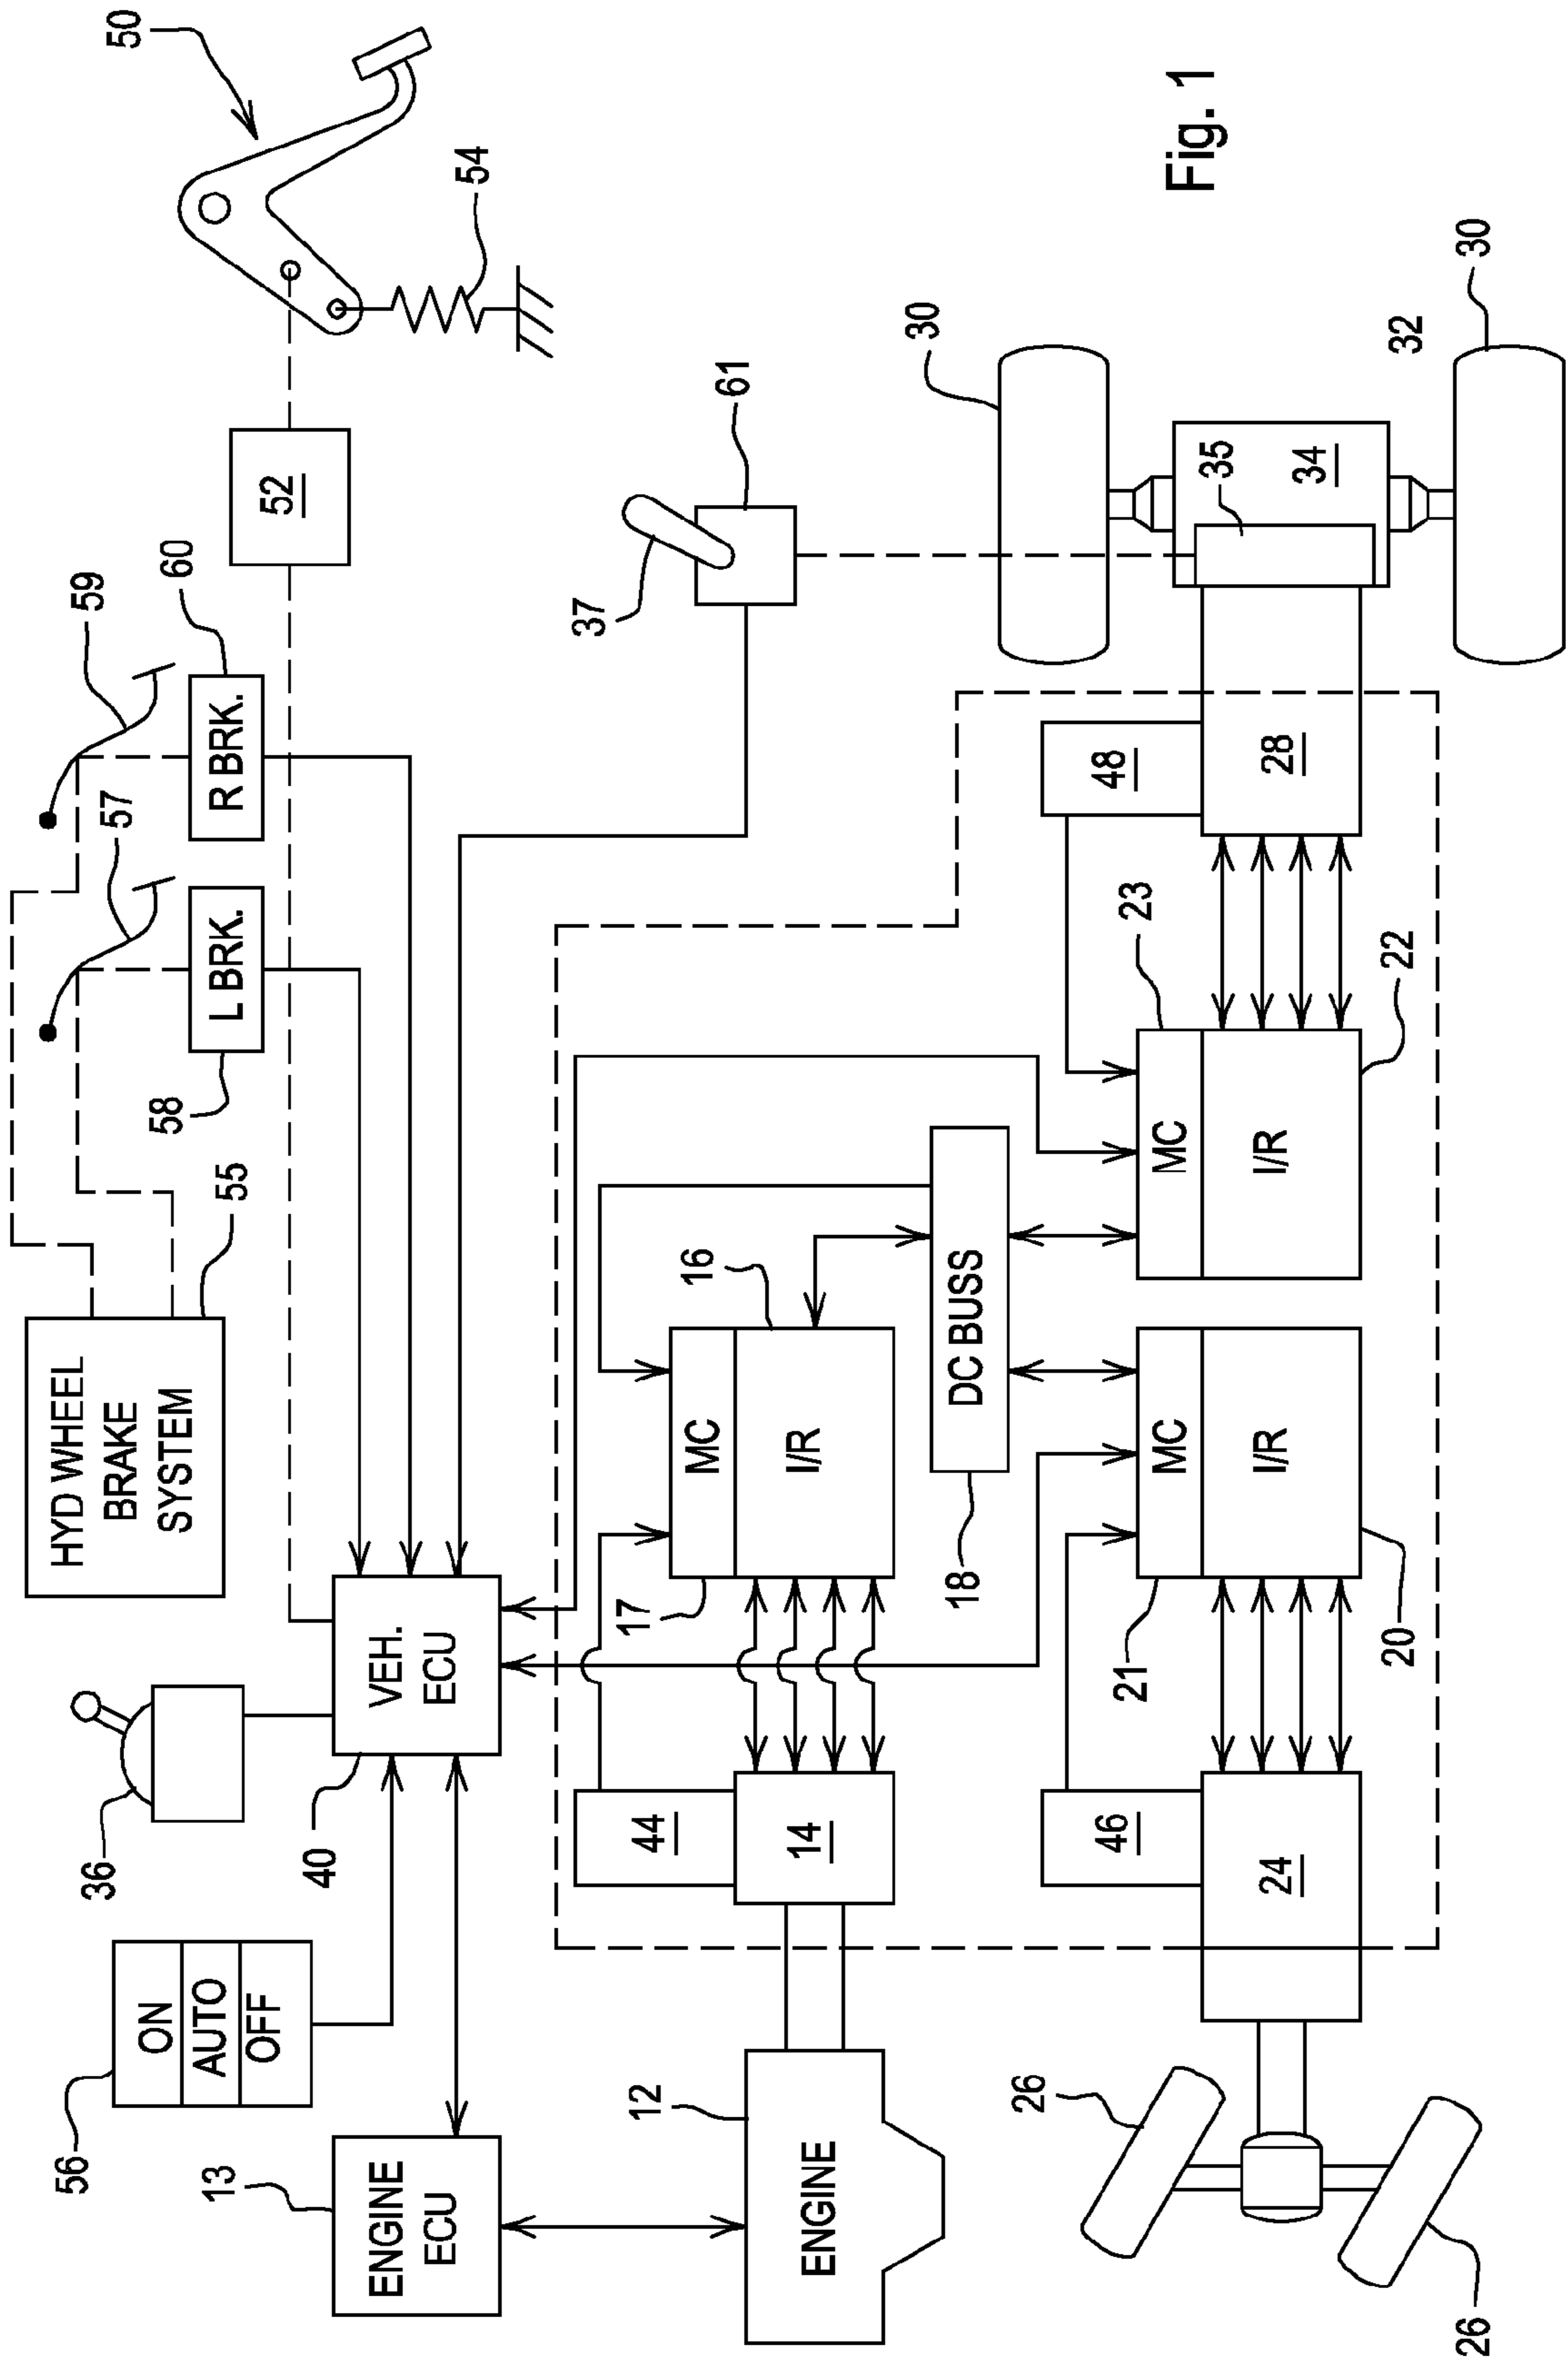 50
54
52
59
60
R BRK.
57
L BRK.
58
HYD WHEEL
BRAKE
SYSTEM
55
36
VEH.
ECU
40
ON
AUTO
OFF
56
ENGINE
ECU
13
37
61
30
Fig. 1
35
34
32
30
48
28
23
MC
I/R
22
16
MC
I/R
17
DC BUSS
18
MC
I/R
21
20
44
14
46
24
12
ENGINE
26
26